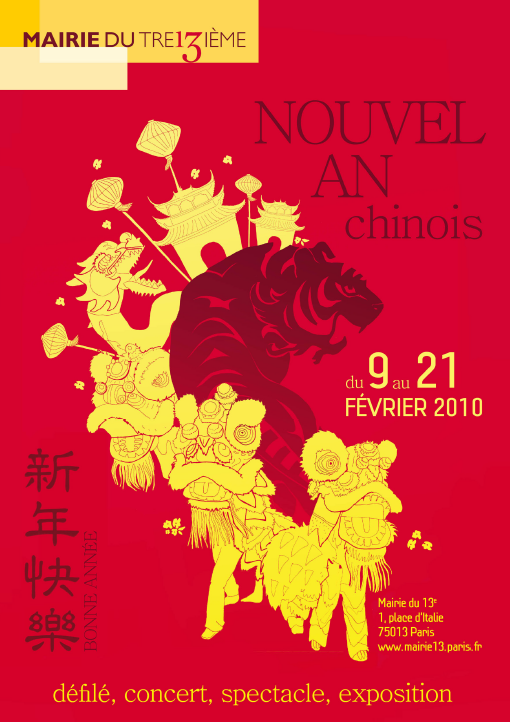 MAIRIE DU TRE13IÈME
NOUVEL
AN
chinois
du 9 au 21
FÉVRIER 2010
新年快樂
BONNE ANNÈE
Mairie du 13e
1, place d'Italie
75013 Paris
www.mairie13.paris.fr
défilé, concert, spectacle, exposition